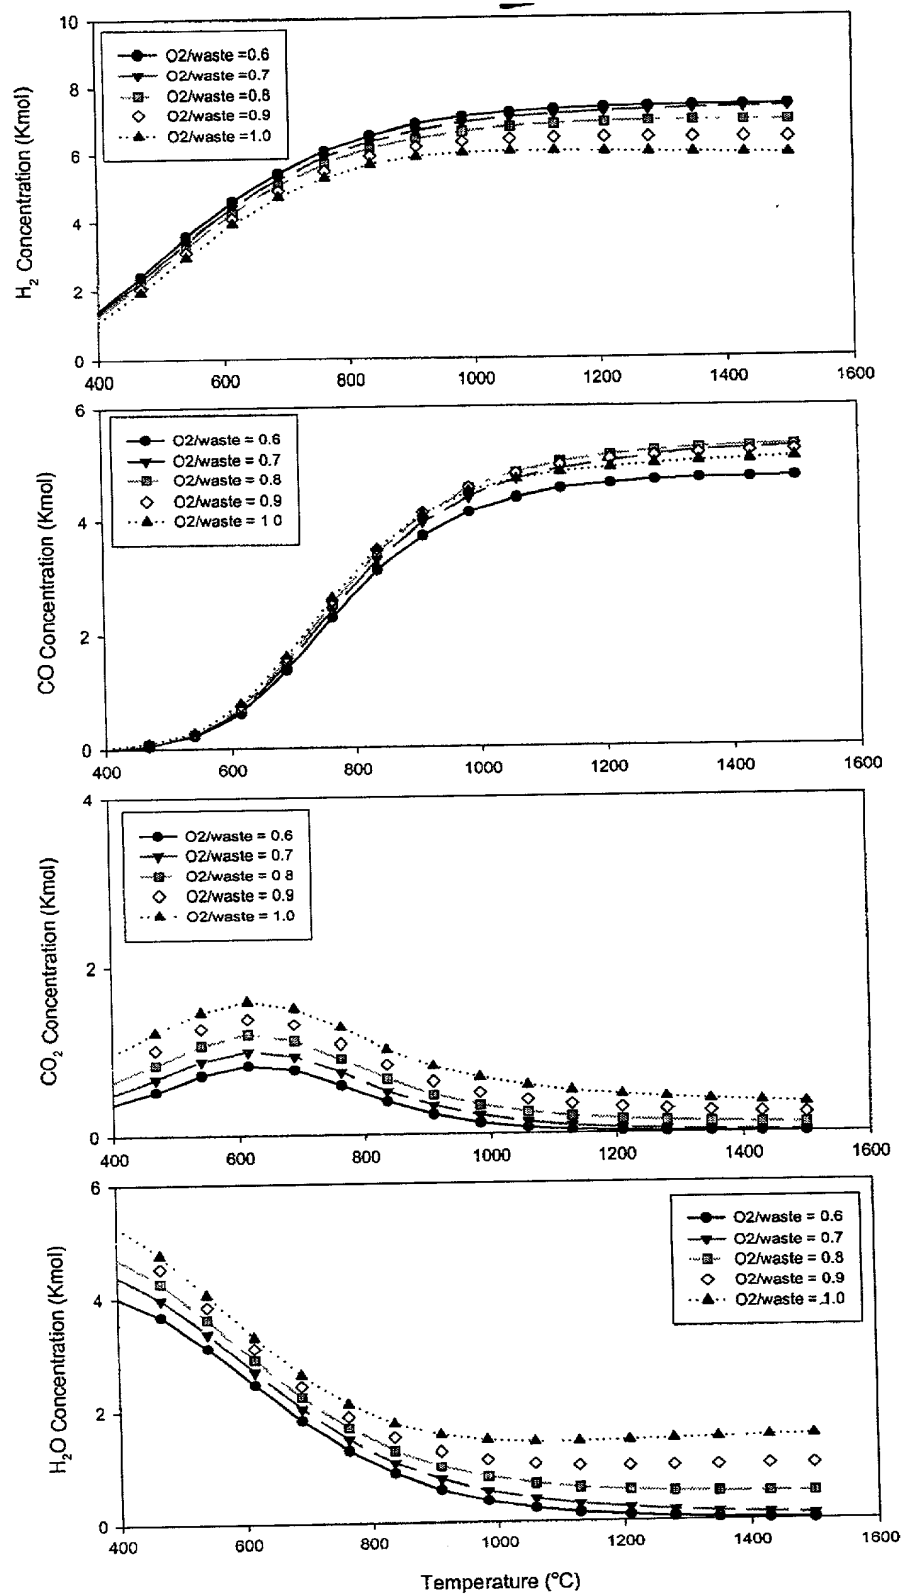 10
8
6
4
2
0
H2 Concentration (Kmol)
O2/waste =0.6
O2/waste =0.7
O2/waste =0.8
O2/waste =0.9
O2/waste =1.0
400 600 800 1000 1200 1400 1600
6
4
2
0
CO Concentration (Kmol)
O2/waste = 0.6
O2/waste = 0.7
O2/waste = 0.8
O2/waste = 0.9
O2/waste = 1 0
400 600 800 1000 1200 1400 1600
4
2
0
CO2 Concentration (Kmol)
O2/waste = 0.6
O2/waste = 0.7
O2/waste = 0 8
O2/waste = 0.9
O2/waste = 1.0
400 600 800 1000 1200 1400 1600
6
4
2
0
H2O Concentration (Kmol)
O2/waste = 0.6
O2/waste = 0.7
O2/waste = 0.8
O2/waste = 0.9
O2/waste = 1.0
400 600 800 1000 1200 1400 1600
Temperature (°C)